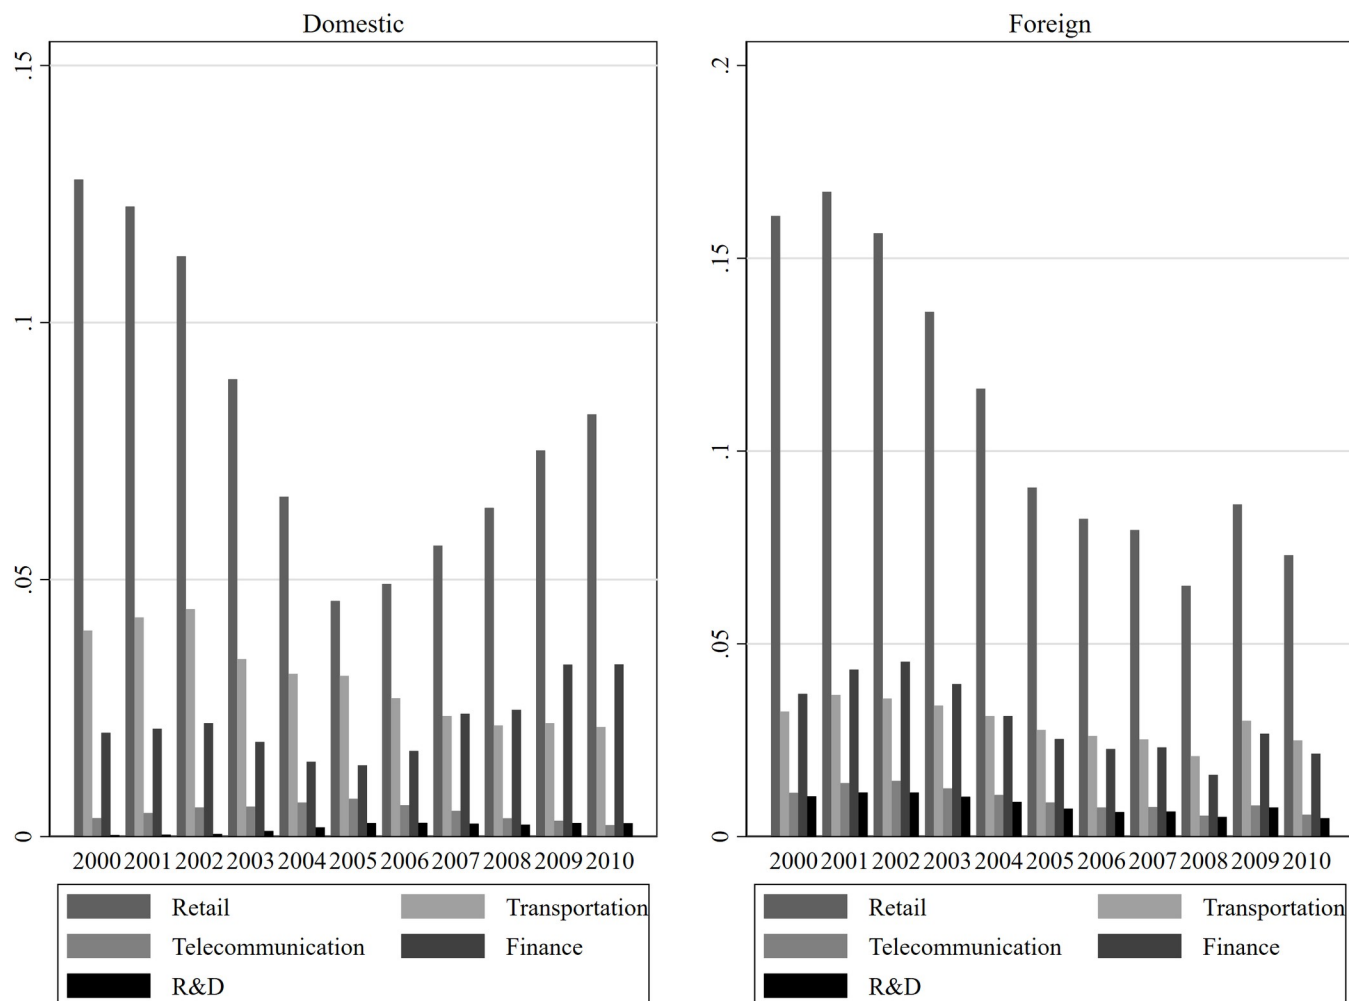 Domestic
.15
.1
.05
0
2000 2001 2002 2003 2004 2005 2006 2007 2008 2009 2010
Retail Transportation
Telecommunication Finance
R&D
Foreign
.2
.15
.1
.05
0
2000 2001 2002 2003 2004 2005 2006 2007 2008 2009 2010
Retail Transportation
Telecommunication Finance
R&D